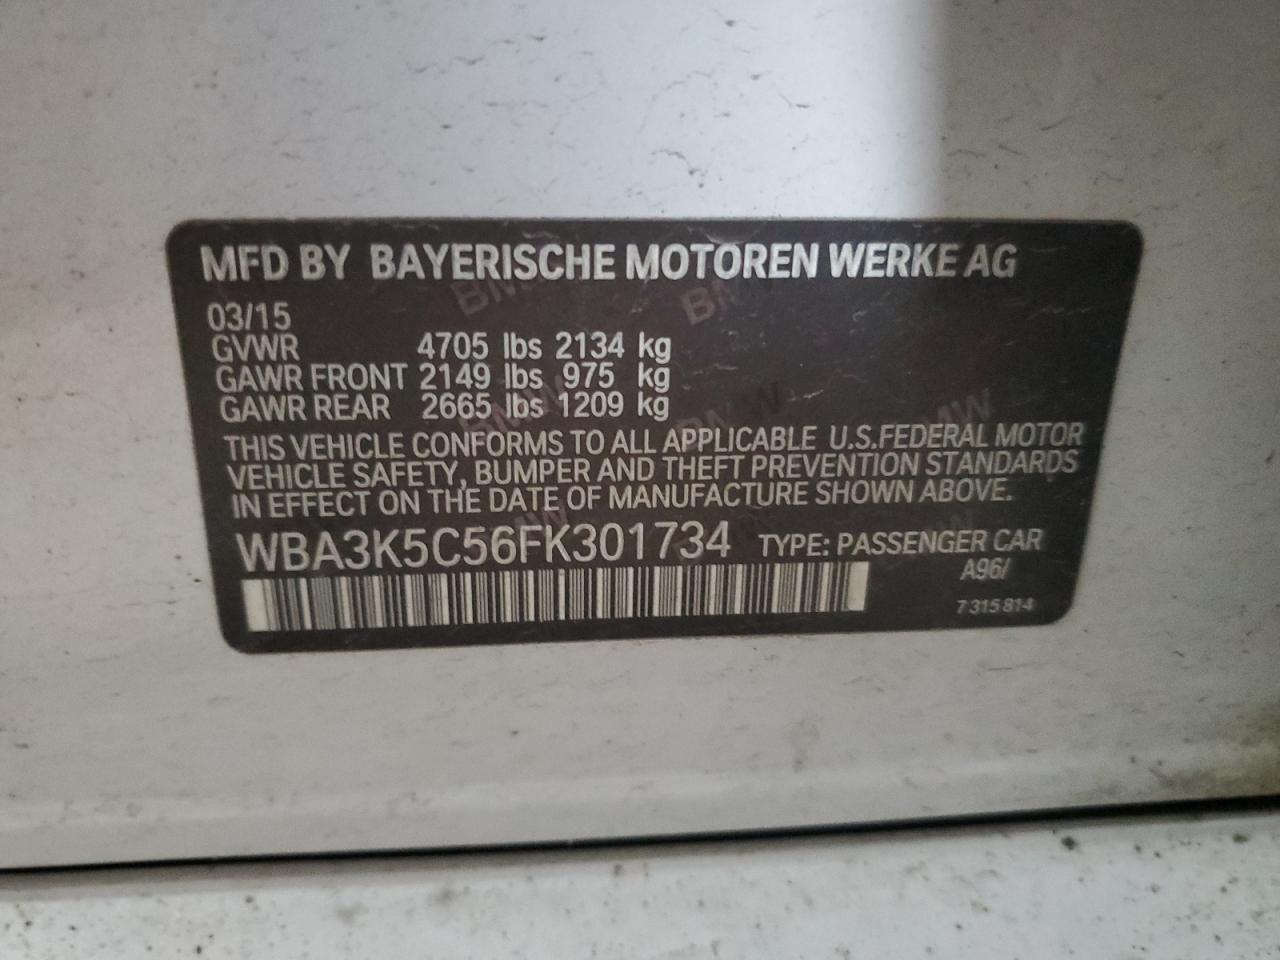 MFD BY BAYERISCHE MOTOREN WERKE AG
03/15
GVWR 4705 lbs 2134 kg
GAWR FRONT 2149 lbs 975 kg
GAWR REAR 2665 lbs 1209 kg
THIS VEHICLE CONFORMS TO ALL APPLICABLE U.S.FEDERAL MOTOR
VEHICLE SAFETY, BUMPER AND THEFT PREVENTION STANDARDS
IN EFFECT ON THE DATE OF MANUFACTURE SHOWN ABOVE.
WBA3K5C56FK301734 TYPE: PASSENGER CAR
A96/
7 315 814